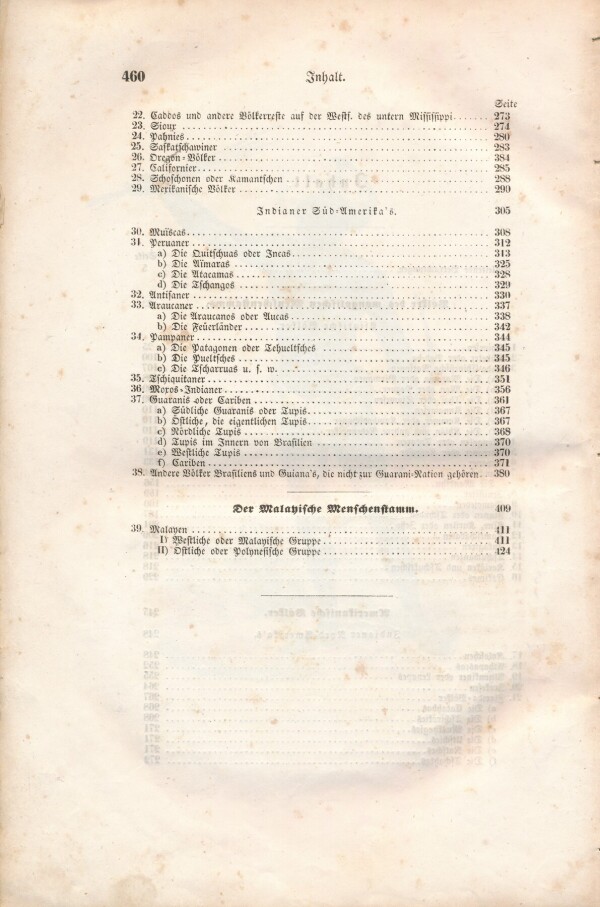 460
Inhalt.
Seite
22. Caddos und andere Völkerreste auf der Westf. des untern Mississippi. 273
23. Sioux 274
24. Pahnies 280
25. Saskatschawiner 283
26. Oregon-Völker 384
27. Californier 285
28. Schoschonen oder Kamantschen 288
29. Merikanische Völker 290
Indianer Süd-Amerika's. 305
30. Muïscas 308
31. Peruaner 312
a) Die Quitschuas oder Incas 313
b) Die Aïmaras 325
c) Die Atacamas 328
d) Die Tschangos 329
32. Antisaner 330
33. Araucaner 337
a) Die Araucanos oder Aucas 338
b) Die Feüerländer 342
34. Pampaner 344
a) Die Patagonen oder Tehueltsches 345
b) Die Pueltsches 345
c) Die Tscharruas u. s. w. 346
35. Tschiquitaner 351
36. Moxos-Indianer 356
37. Guaranis oder Cariben 361
a) Südliche Guaranis oder Tupis 367
b) Östliche, die eigentlichen Tupis 367
c) Nördliche Tupis 368
d) Tupis im Innern von Brasilien 370
e) Westliche Tupis 370
f) Cariben 371
38. Andere Völker Brasiliens und Guiana's, die nicht zur Guarani-Nation gehören. 380
Der Malayische Menschenstamm. 409
39. Malayen 411
I) Westliche oder Malayische Gruppe 411
II) Östliche oder Polynesische Gruppe 424